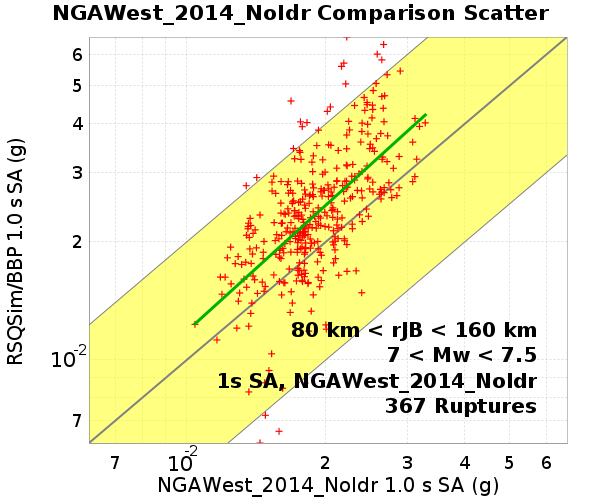 NGAWest_2014_NoIdr Comparison Scatter
RSQSim/BBP 1.0 s SA (g)
6
5
4
3
2
10-2
7
80 km < rJB < 160 km
7 < Mw < 7.5
1s SA, NGAWest_2014_NoIdr
367 Ruptures
7 10-2 2 3 4 5 6
NGAWest_2014_NoIdr 1.0 s SA (g)